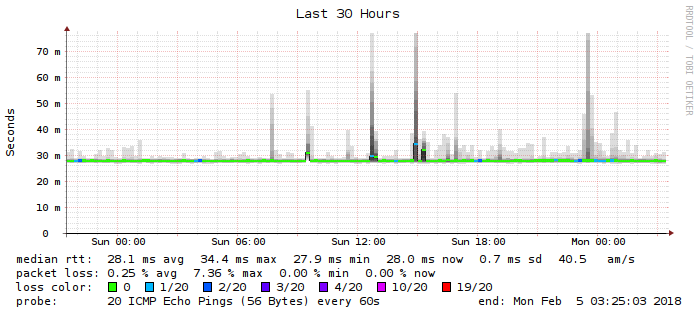 Last 30 Hours
RRDTOOL / TOBI OETIKER
Seconds
70 m
60 m
50 m
40 m
30 m
20 m
10 m
0
Sun 00:00 Sun 06:00 Sun 12:00 Sun 18:00 Mon 00:00
median rtt: 28.1 ms avg 34.4 ms max 27.9 ms min 28.0 ms now 0.7 ms sd 40.5 am/s
packet loss: 0.25 % avg 7.36 % max 0.00 % min 0.00 % now
loss color: 0 1/20 2/20 3/20 4/20 10/20 19/20
probe: 20 ICMP Echo Pings (56 Bytes) every 60s end: Mon Feb 5 03:25:03 2018